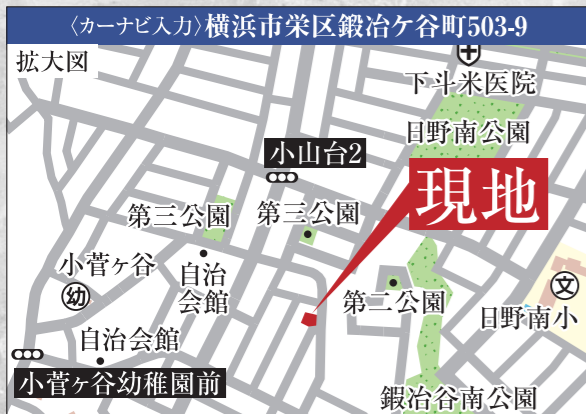 〈カーナビ入力〉横浜市栄区鍛冶ケ谷町503-9
拡大図
下斗米医院
日野南公園
小山台2
現地
第三公園
第三公園
小菅ヶ谷
幼
自治
会館
第二公園
文
日野南小
自治会館
小菅ヶ谷幼稚園前
鍛冶谷南公園